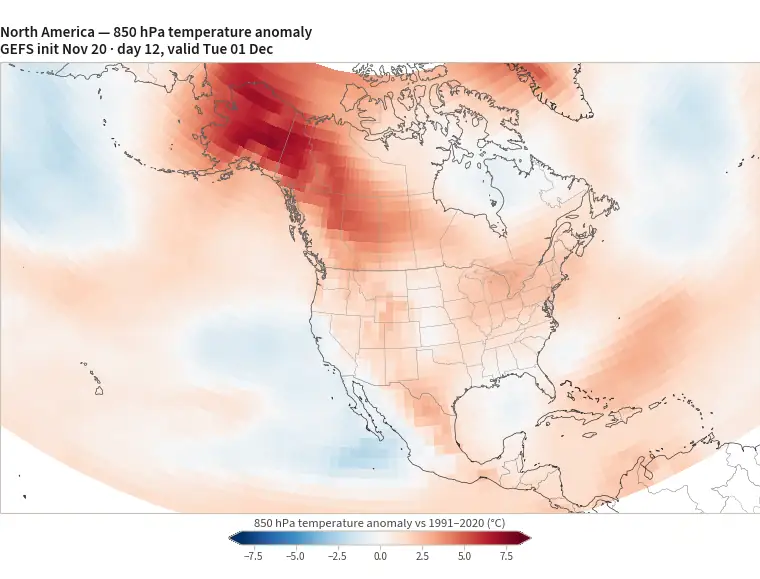 North America — 850 hPa temperature anomaly
GEFS init Nov 20 · day 12, valid Tue 01 Dec
850 hPa temperature anomaly vs 1991–2020 (°C)
−7.5 −5.0 −2.5 0.0 2.5 5.0 7.5